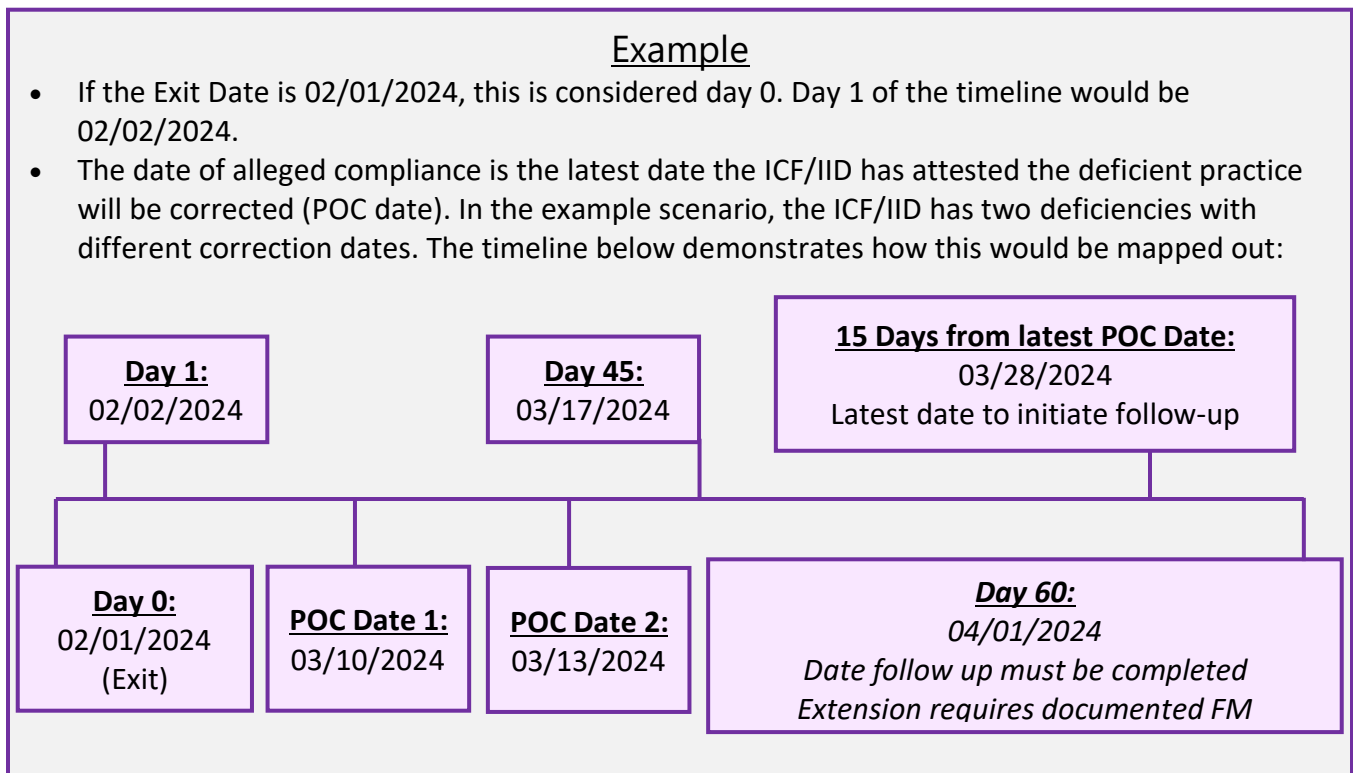 Example
• If the Exit Date is 02/01/2024, this is considered day 0. Day 1 of the timeline would be
02/02/2024.
• The date of alleged compliance is the latest date the ICF/IID has attested the deficient practice
will be corrected (POC date). In the example scenario, the ICF/IID has two deficiencies with
different correction dates. The timeline below demonstrates how this would be mapped out:
Day 1:
02/02/2024
Day 45:
03/17/2024
15 Days from latest POC Date:
03/28/2024
Latest date to initiate follow-up
Day 0:
02/01/2024
(Exit)
POC Date 1:
03/10/2024
POC Date 2:
03/13/2024
Day 60:
04/01/2024
Date follow up must be completed
Extension requires documented FM